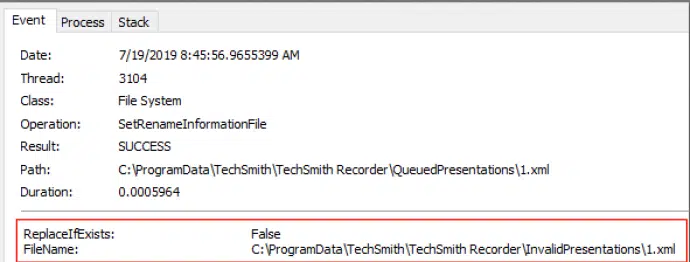 Event Process Stack
Date: 7/19/2019 8:45:56.9655399 AM
Thread: 3104
Class: File System
Operation: SetRenameInformationFile
Result: SUCCESS
Path: C:\ProgramData\TechSmith\TechSmith Recorder\QueuedPresentations\1.xml
Duration: 0.0005964
ReplaceIfExists: False
FileName: C:\ProgramData\TechSmith\TechSmith Recorder\InvalidPresentations\1.xml